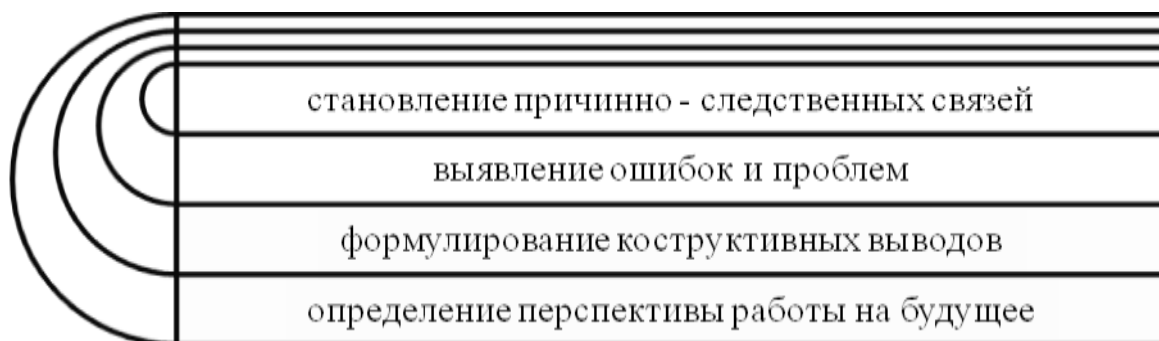 становление причинно - следственных связей
выявление ошибок и проблем
формулирование коструктивных выводов
определение перспективы работы на будущее